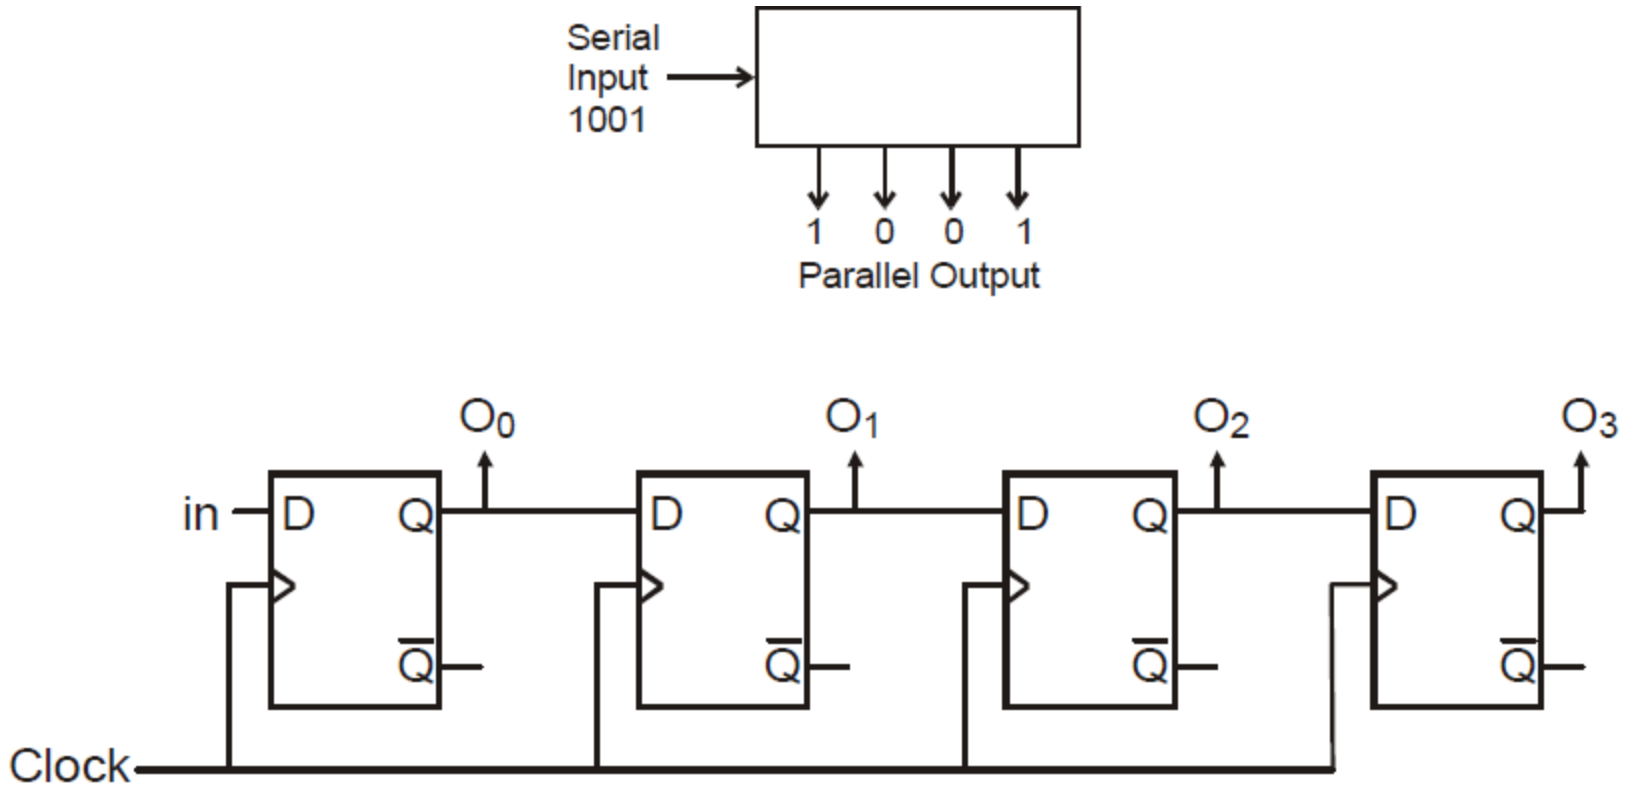 Serial
Input
1001
1 0 0 1
Parallel Output
O₀ O₁ O₂ O₃
in D Q D Q D Q D Q
Q̅ Q̅ Q̅ Q̅
Clock